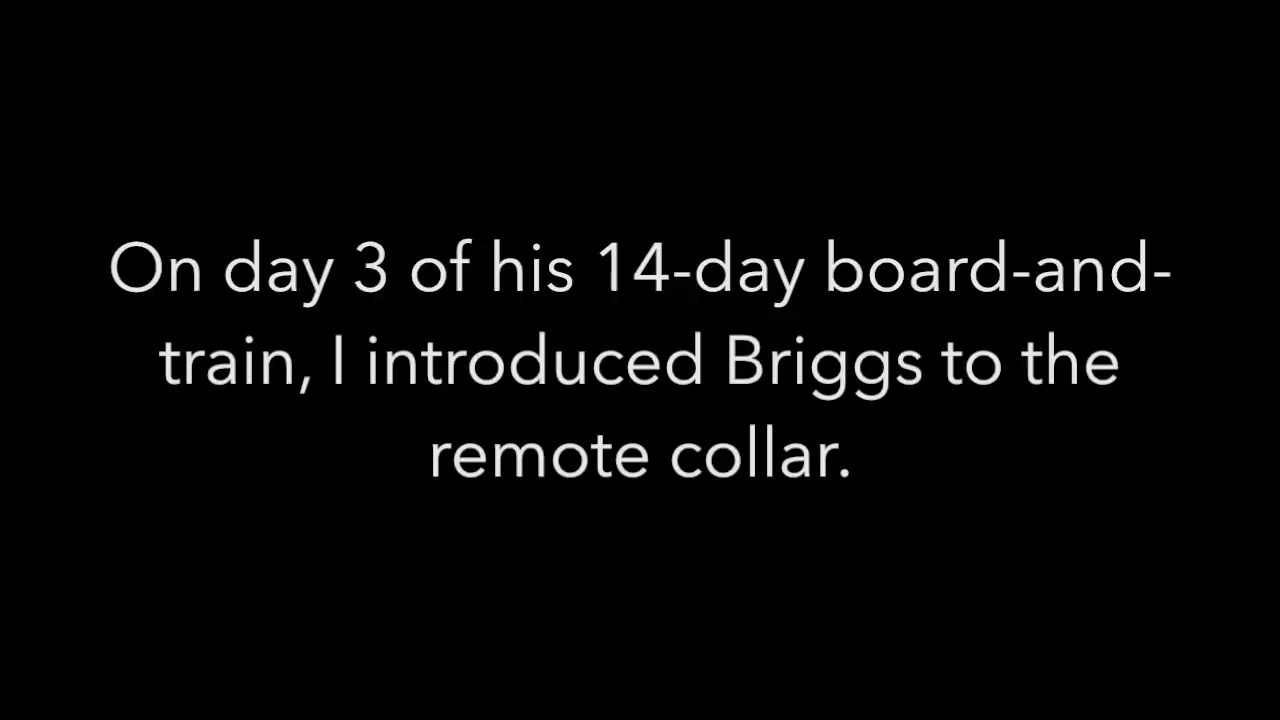 On day 3 of his 14-day board-and-
train, I introduced Briggs to the
remote collar.